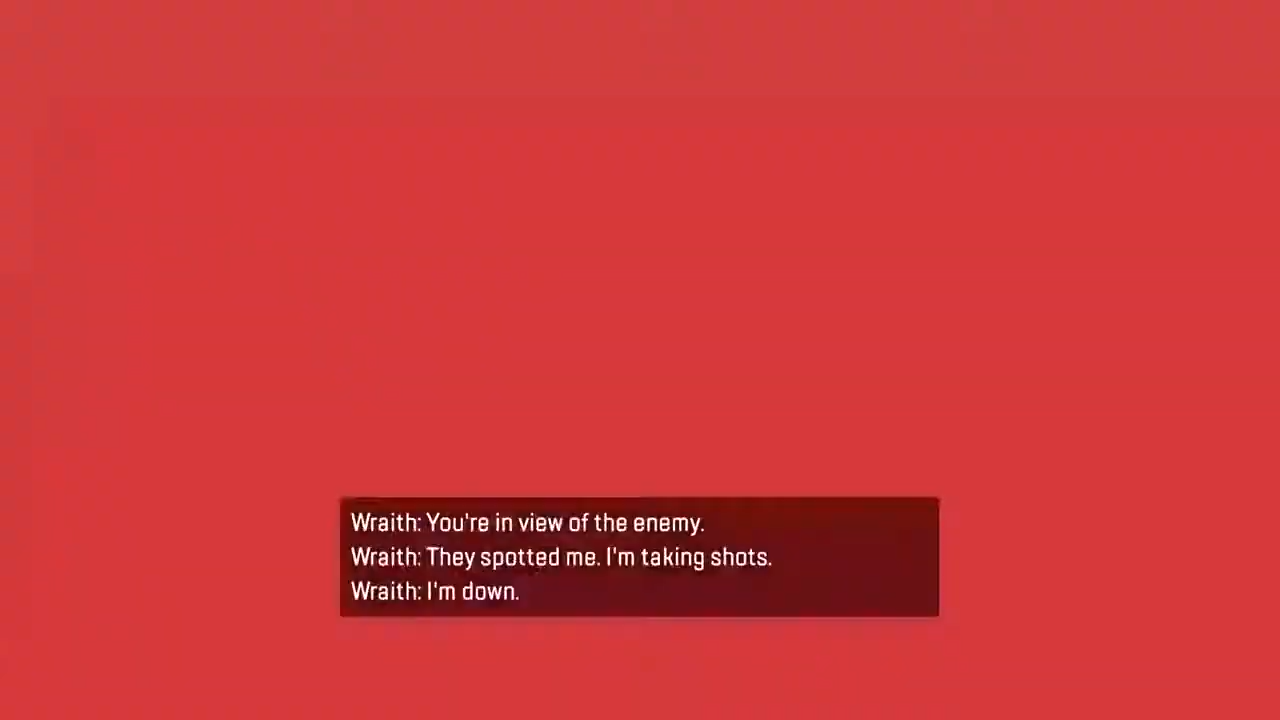 Wraith: You're in view of the enemy.
Wraith: They spotted me. I'm taking shots.
Wraith: I'm down.